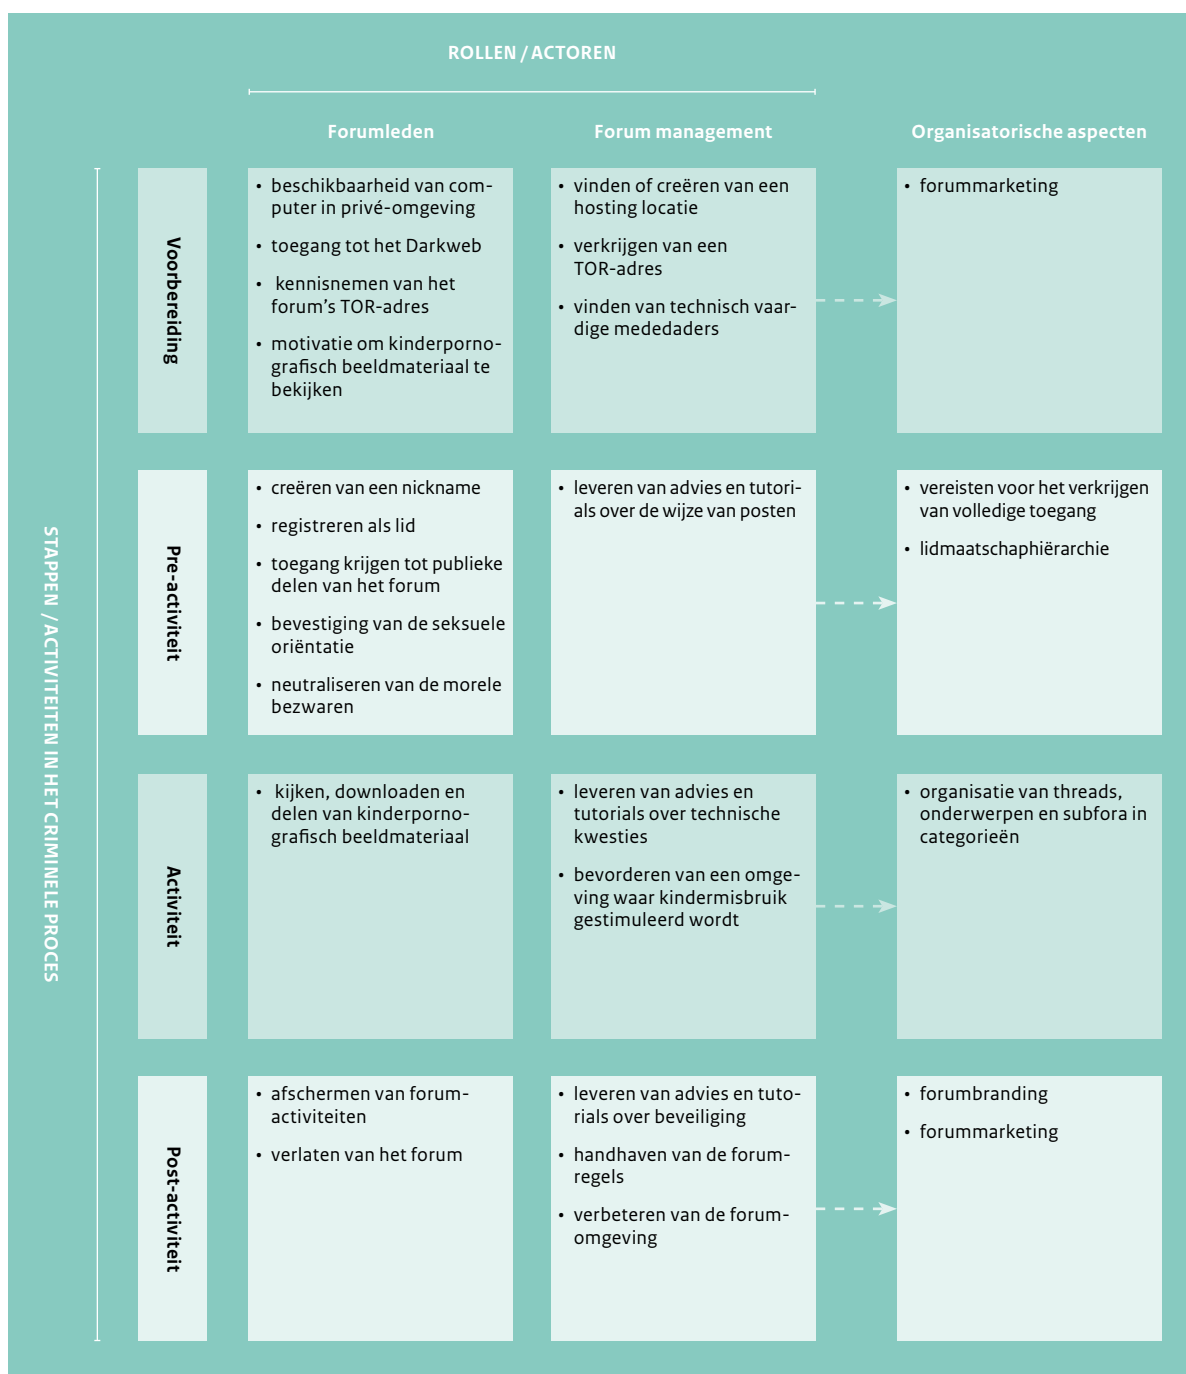 ROLLEN / ACTOREN
Forumleden
Forum management
Organisatorische aspecten
STAPPEN / ACTIVITEITEN IN HET CRIMINELE PROCES
Voorbereiding
• beschikbaarheid van com-
puter in privé-omgeving
• toegang tot het Darkweb
• kennisnemen van het
forum's TOR-adres
• motivatie om kinderporno-
grafisch beeldmateriaal te
bekijken
• vinden of creëren van een
hosting locatie
• verkrijgen van een
TOR-adres
• vinden van technisch vaar-
dige mededaders
• forummarketing
Pre-activiteit
• creëren van een nickname
• registreren als lid
• toegang krijgen tot publieke
delen van het forum
• bevestiging van de seksuele
oriëntatie
• neutraliseren van de morele
bezwaren
• leveren van advies en tutori-
als over de wijze van posten
• vereisten voor het verkrijgen
van volledige toegang
• lidmaatschaphiërarchie
Activiteit
• kijken, downloaden en
delen van kinderporno-
grafisch beeldmateriaal
• leveren van advies en
tutorials over technische
kwesties
• bevorderen van een omge-
ving waar kindermisbruik
gestimuleerd wordt
• organisatie van threads,
onderwerpen en subfora in
categorieën
Post-activiteit
• afschermen van forum-
activiteiten
• verlaten van het forum
• leveren van advies en tuto-
rials over beveiliging
• handhaven van de forum-
regels
• verbeteren van de forum-
omgeving
• forumbranding
• forummarketing